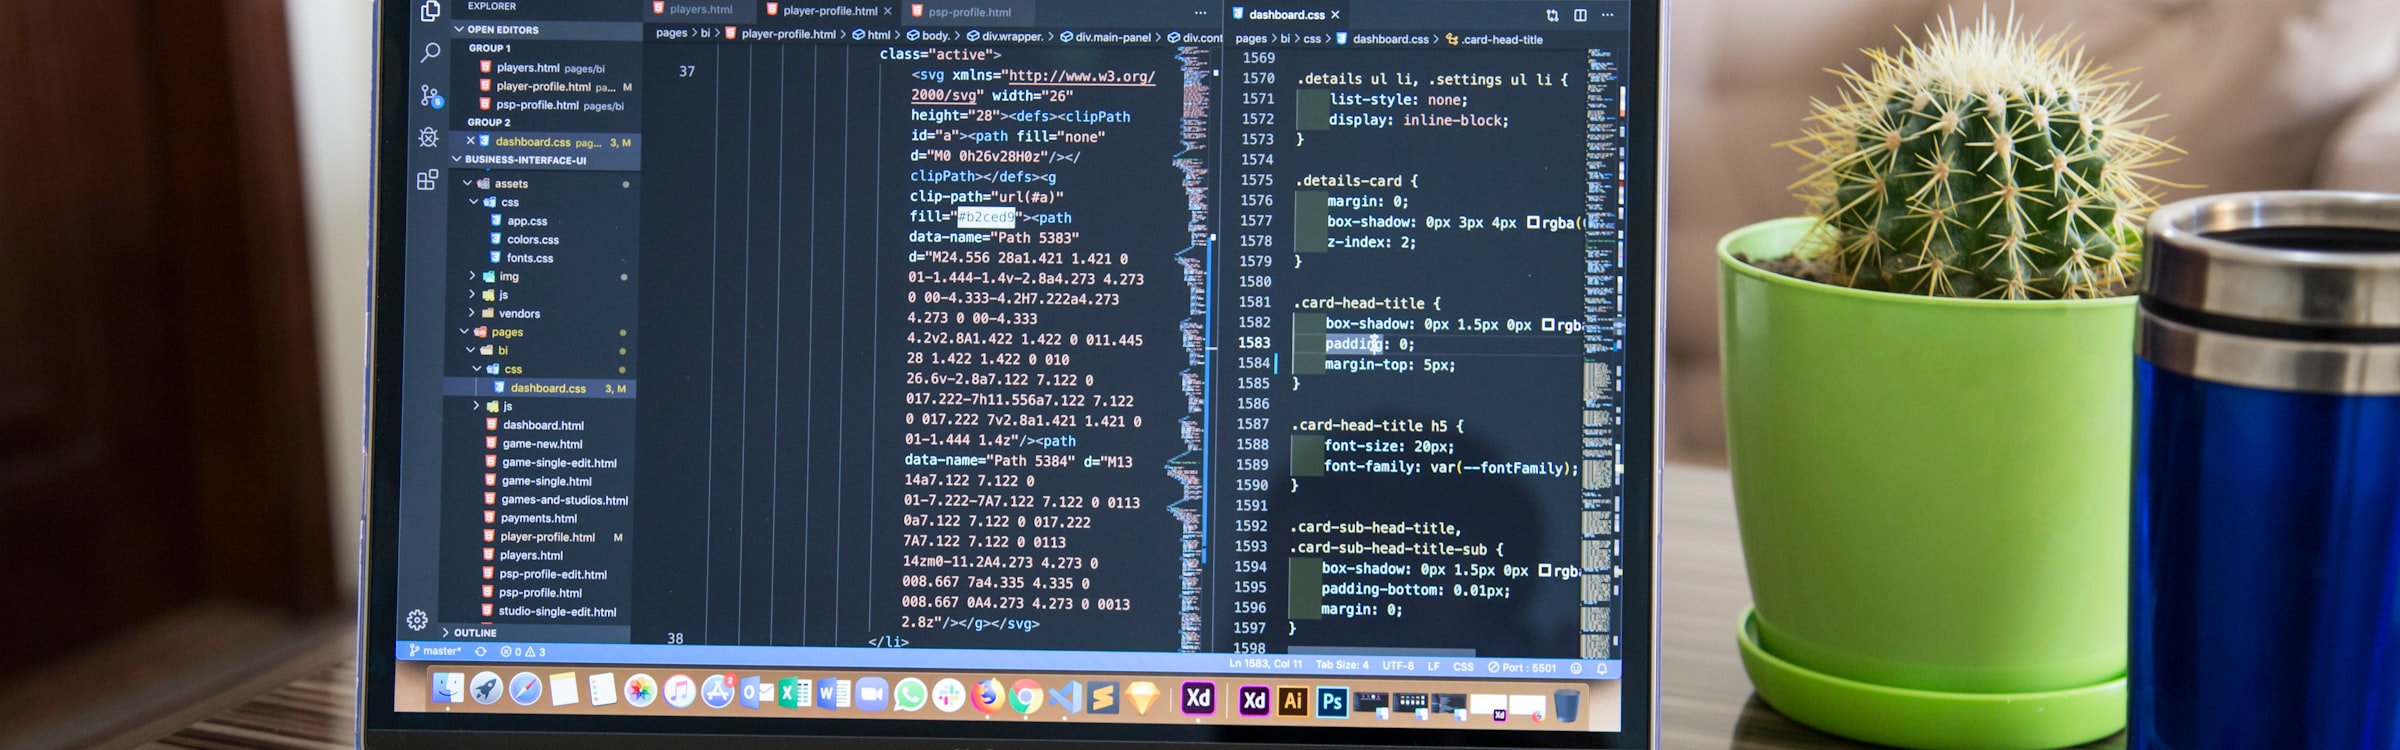 EXPLORER
OPEN EDITORS
GROUP 1
players.html pages/bi
player-profile.html pa... M
psp-profile.html pages/bi
GROUP 2
dashboard.css pag... 3, M
BUSINESS-INTERFACE-UI
assets
css
app.css
colors.css
fonts.css
img
js
vendors
pages
bi
css
dashboard.css 3, M
js
dashboard.html
game-new.html
game-single-edit.html
game-single.html
games-and-studios.html
payments.html
player-profile.html M
players.html
psp-profile-edit.html
psp-profile.html
studio-single-edit.html
OUTLINE
players.html player-profile.html psp-profile.html
pages > bi > player-profile.html > html > body. > div.wrapper. > div.main-panel > div.cont
class="active">
37 <svg xmlns="http://www.w3.org/
2000/svg" width="26"
height="28"><defs><clipPath
id="a"><path fill="none"
d="M0 0h26v28H0z"/></
clipPath></defs><g
clip-path="url(#a)"
fill="#b2ced9"><path
data-name="Path 5383"
d="M24.556 28a1.421 1.421 0
01-1.444-1.4v-2.8a4.273 4.273
0 00-4.333-4.2H7.222a4.273
4.273 0 00-4.333
4.2v2.8A1.422 1.422 0 011.445
28 1.422 1.422 0 010
26.6v-2.8a7.122 7.122 0
017.222-7h11.556a7.122 7.122
0 017.222 7v2.8a1.421 1.421 0
01-1.444 1.4z"/><path
data-name="Path 5384" d="M13
14a7.122 7.122 0
01-7.222-7A7.122 7.122 0 0113
0a7.122 7.122 0 017.222
7A7.122 7.122 0 0113
14zm0-11.2A4.273 4.273 0
008.667 7a4.335 4.335 0
008.667 0A4.273 4.273 0 0013
2.8z"/></g></svg>
38 </li>
dashboard.css
pages > bi > css > dashboard.css > .card-head-title
1569
1570 .details ul li, .settings ul li {
1571 list-style: none;
1572 display: inline-block;
1573 }
1574
1575 .details-card {
1576 margin: 0;
1577 box-shadow: 0px 3px 4px rgba(
1578 z-index: 2;
1579 }
1580
1581 .card-head-title {
1582 box-shadow: 0px 1.5px 0px rgb
1583 padding: 0;
1584 margin-top: 5px;
1585 }
1586
1587 .card-head-title h5 {
1588 font-size: 20px;
1589 font-family: var(--fontFamily);
1590 }
1591
1592 .card-sub-head-title,
1593 .card-sub-head-title-sub {
1594 box-shadow: 0px 1.5px 0px rgba
1595 padding-bottom: 0.01px;
1596 margin: 0;
1597 }
1598
master* 0 3 Ln 1583, Col 11 Tab Size: 4 UTF-8 LF CSS Port : 5501
Xd Xd Ai Ps